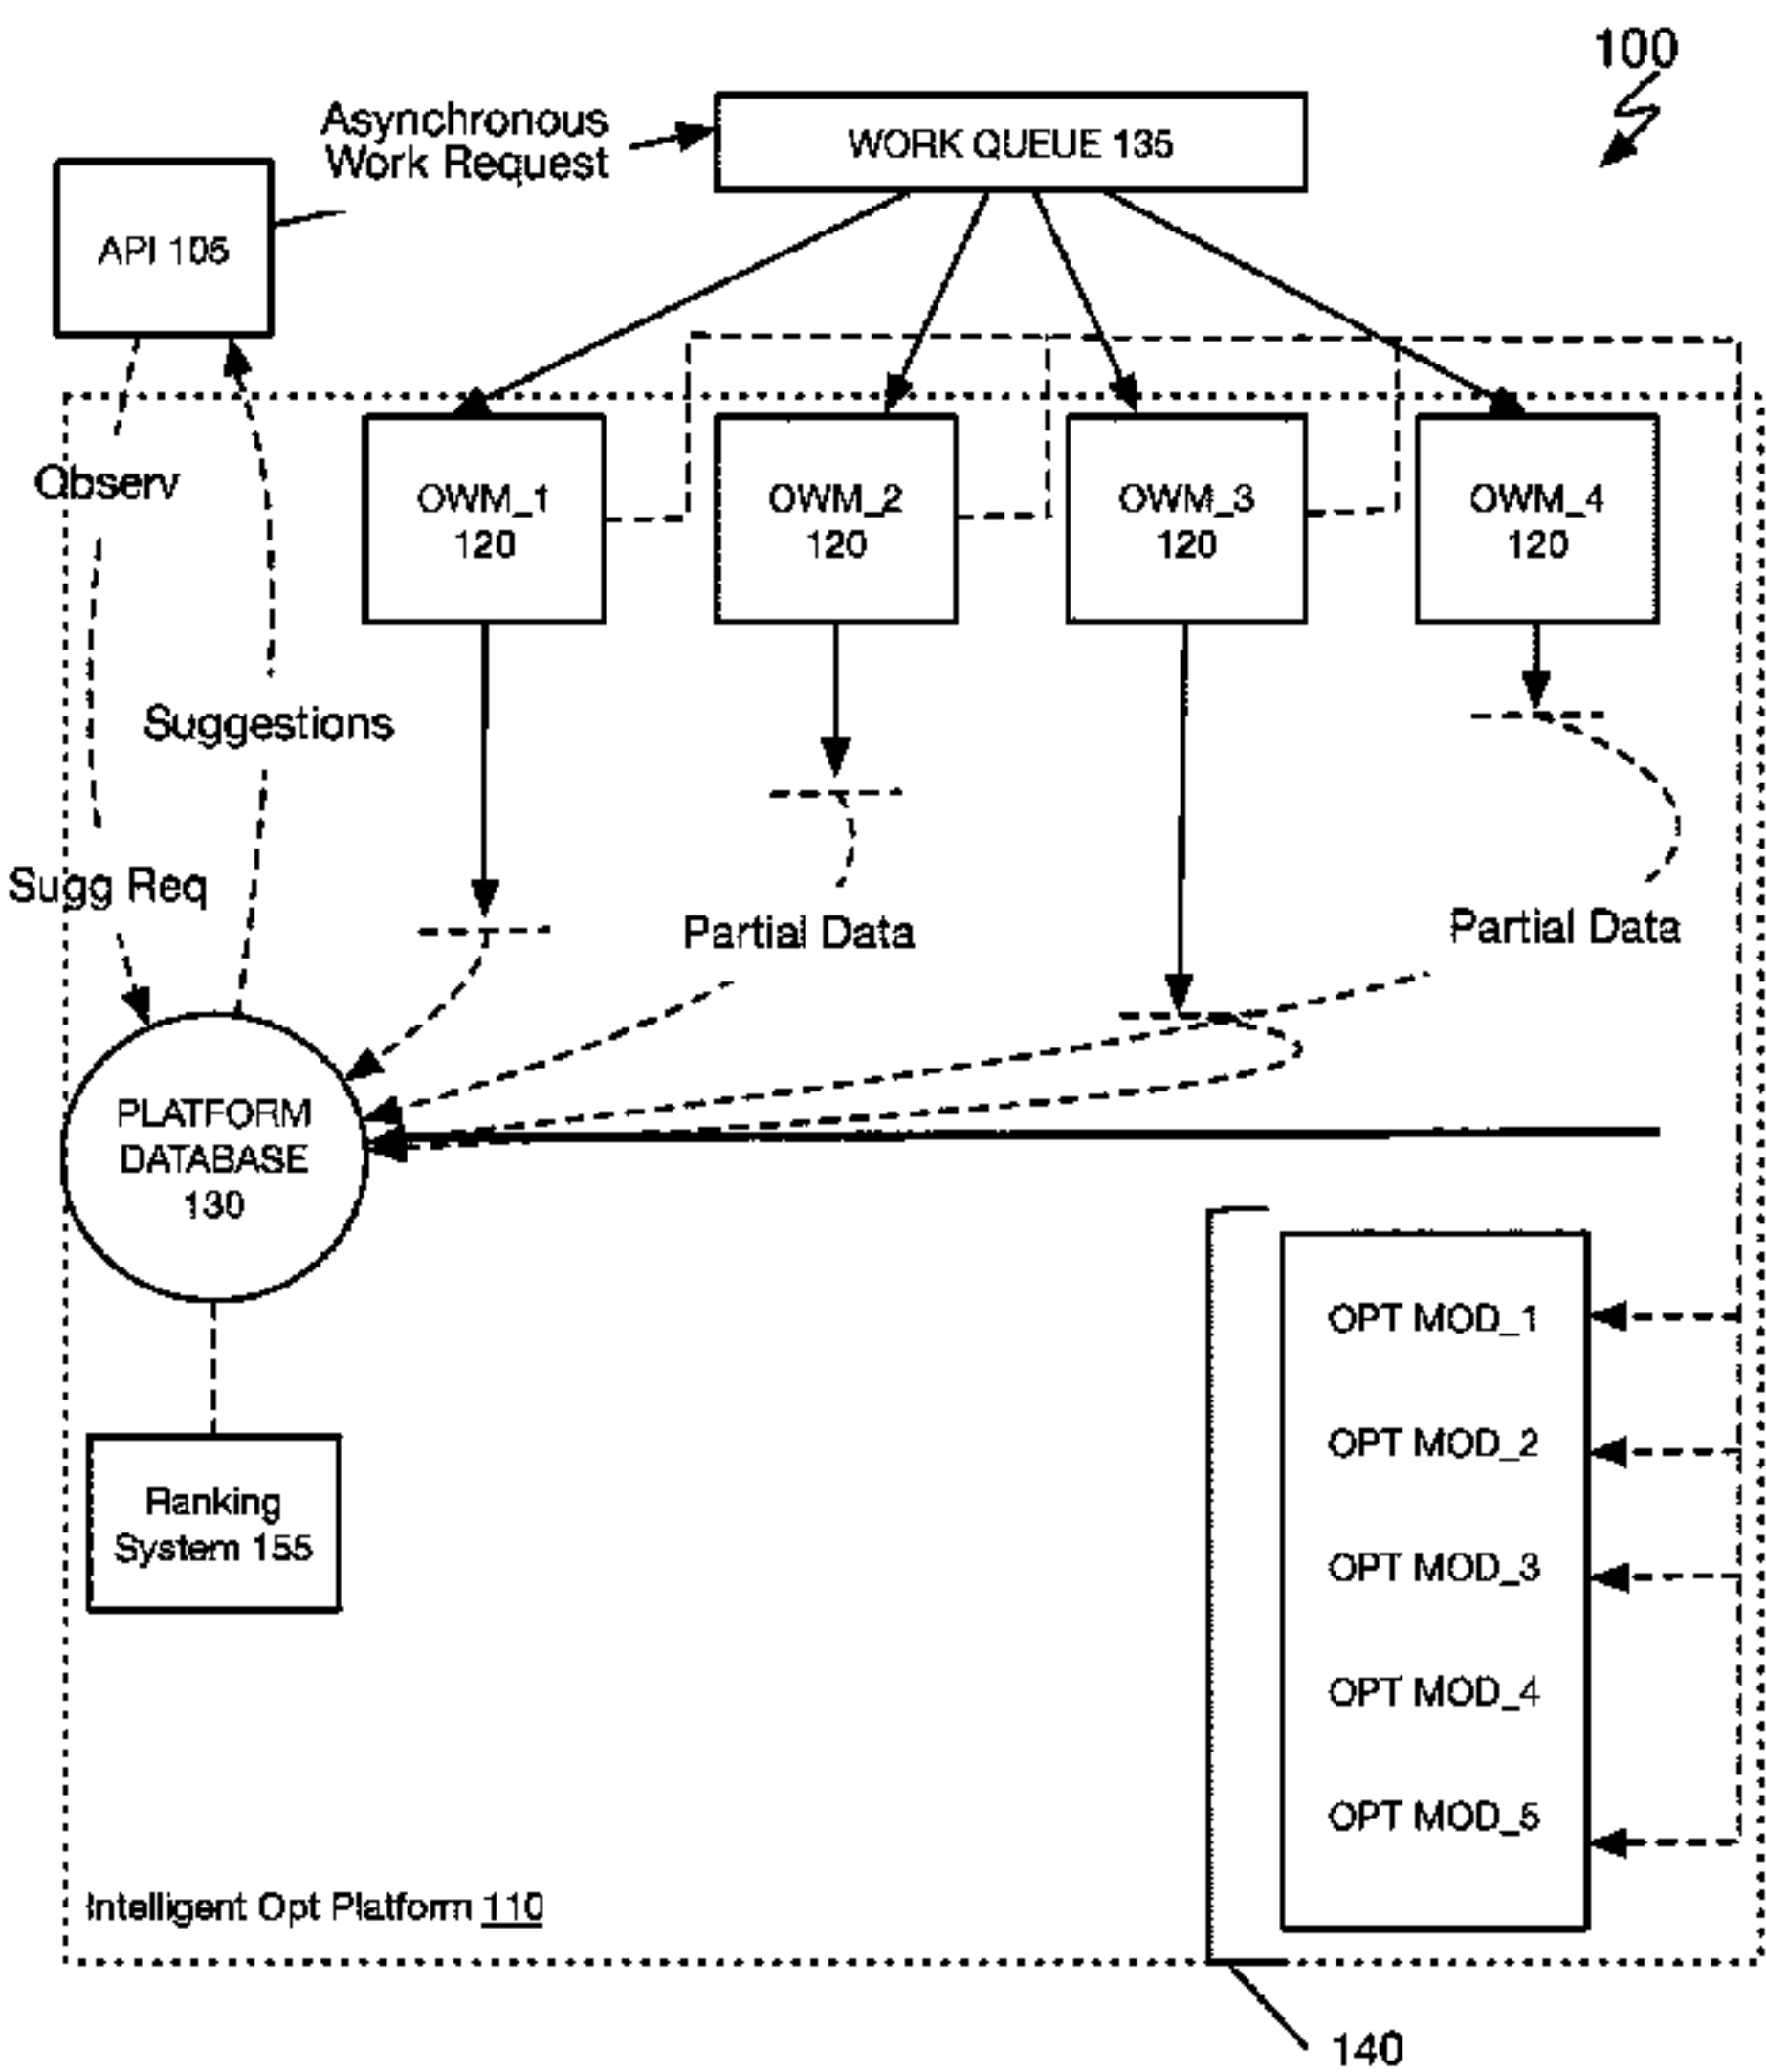 100
Asynchronous
Work Request
WORK QUEUE 135
API 105
Observ
OWM_1
120
OWM_2
120
OWM_3
120
OWM_4
120
Suggestions
Sugg Req
Partial Data
Partial Data
PLATFORM
DATABASE
130
OPT MOD_1
OPT MOD_2
Ranking
System 155
OPT MOD_3
OPT MOD_4
OPT MOD_5
Intelligent Opt Platform 110
140